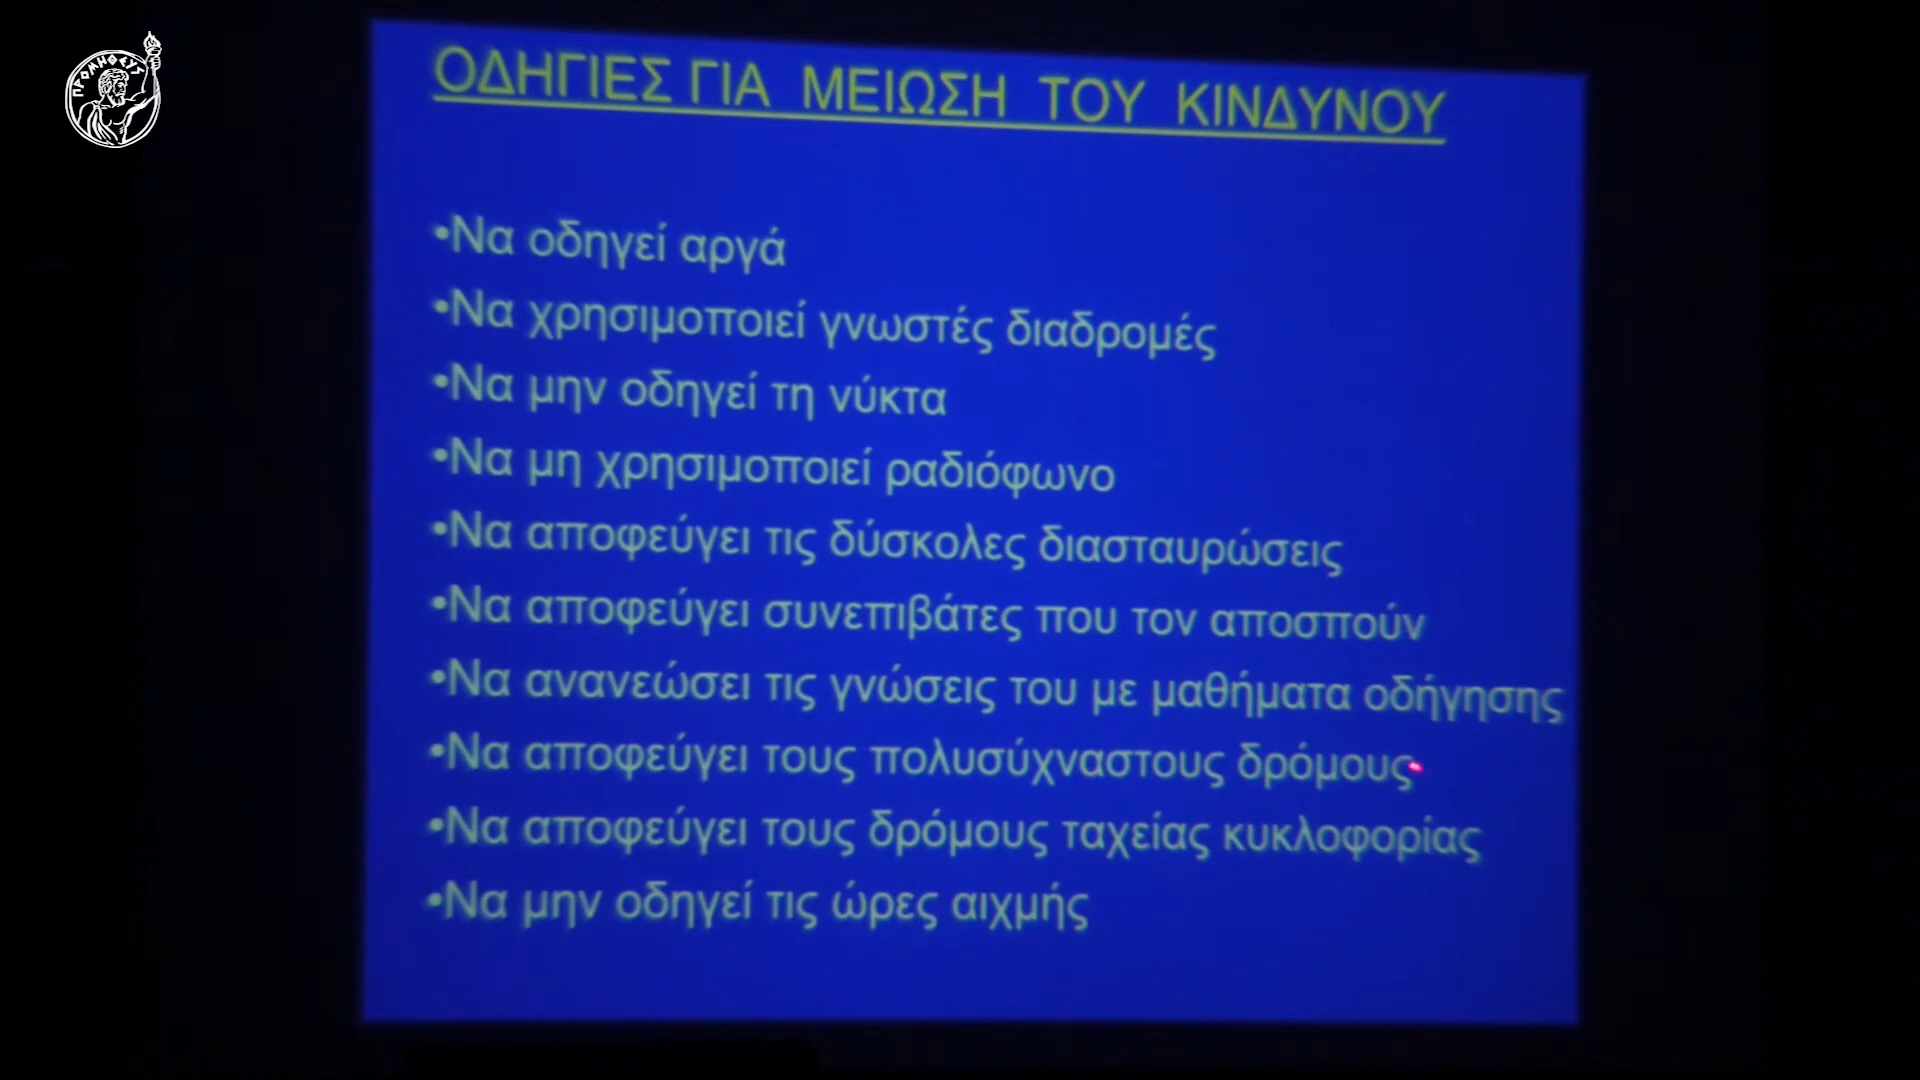 ΠΡΟΜΗΘΕΥΣ
ΟΔΗΓΙΕΣ ΓΙΑ ΜΕΙΩΣΗ ΤΟΥ ΚΙΝΔΥΝΟΥ
•Να οδηγεί αργά
•Να χρησιμοποιεί γνωστές διαδρομές
•Να μην οδηγεί τη νύκτα
•Να μη χρησιμοποιεί ραδιόφωνο
•Να αποφεύγει τις δύσκολες διασταυρώσεις
•Να αποφεύγει συνεπιβάτες που τον αποσπούν
•Να ανανεώσει τις γνώσεις του με μαθήματα οδήγησης
•Να αποφεύγει τους πολυσύχναστους δρόμους
•Να αποφεύγει τους δρόμους ταχείας κυκλοφορίας
•Να μην οδηγεί τις ώρες αιχμής